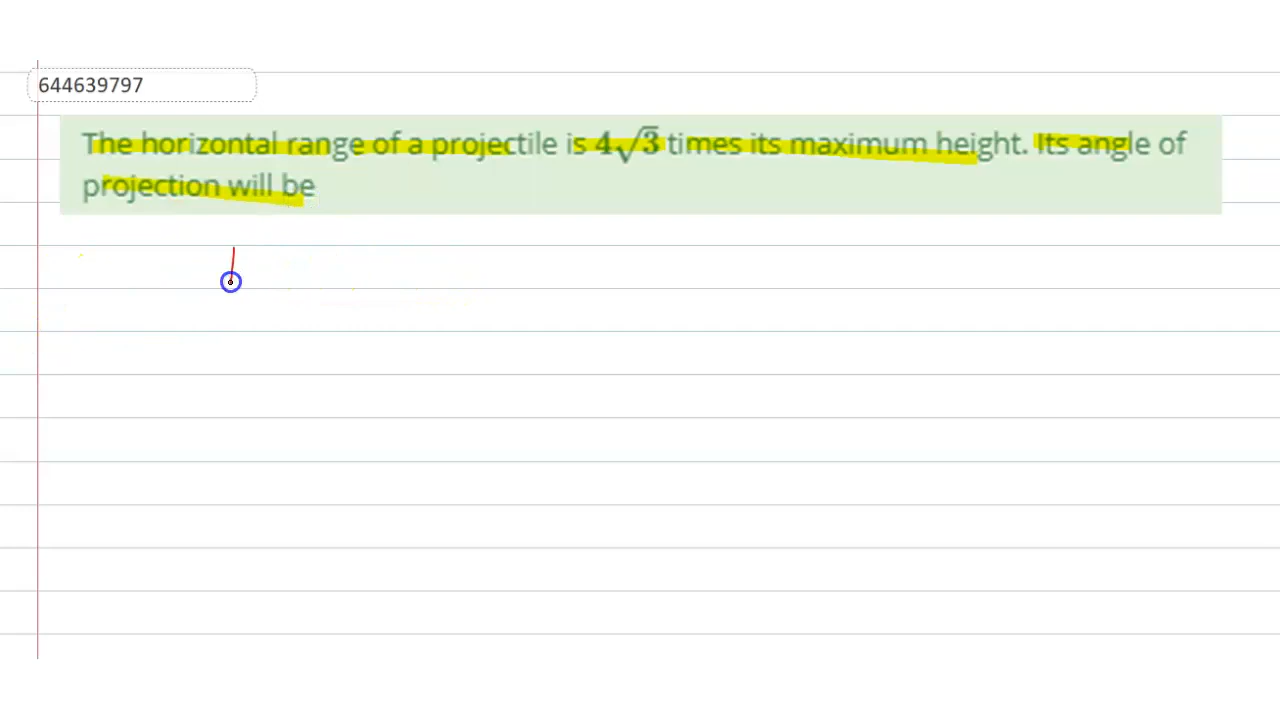 644639797
The horizontal range of a projectile is 4√3 times its maximum height. Its angle of
projection will be